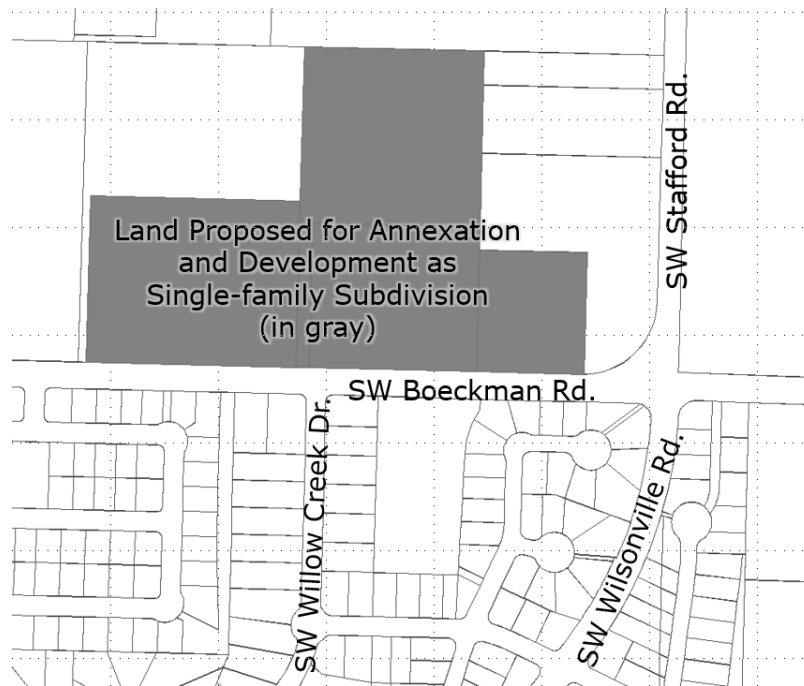 SW Stafford Rd.
Land Proposed for Annexation
and Development as
Single-family Subdivision
(in gray)
SW Boeckman Rd.
SW Willow Creek Dr.
SW Wilsonville Rd.